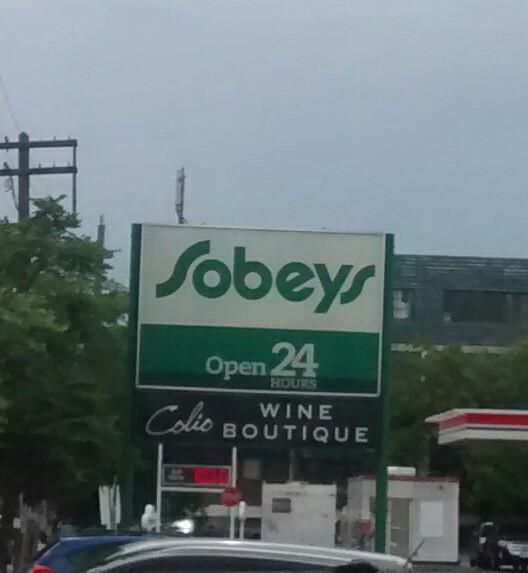 Sobeys
Open 24
HOURS
Colio WINE
BOUTIQUE